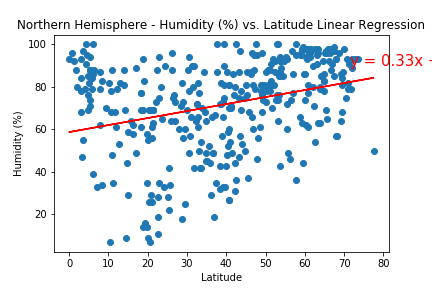 Northern Hemisphere - Humidity (%) vs. Latitude Linear Regression
100
80
60
40
20
Humidity (%)
y = 0.33x +
0 10 20 30 40 50 60 70 80
Latitude